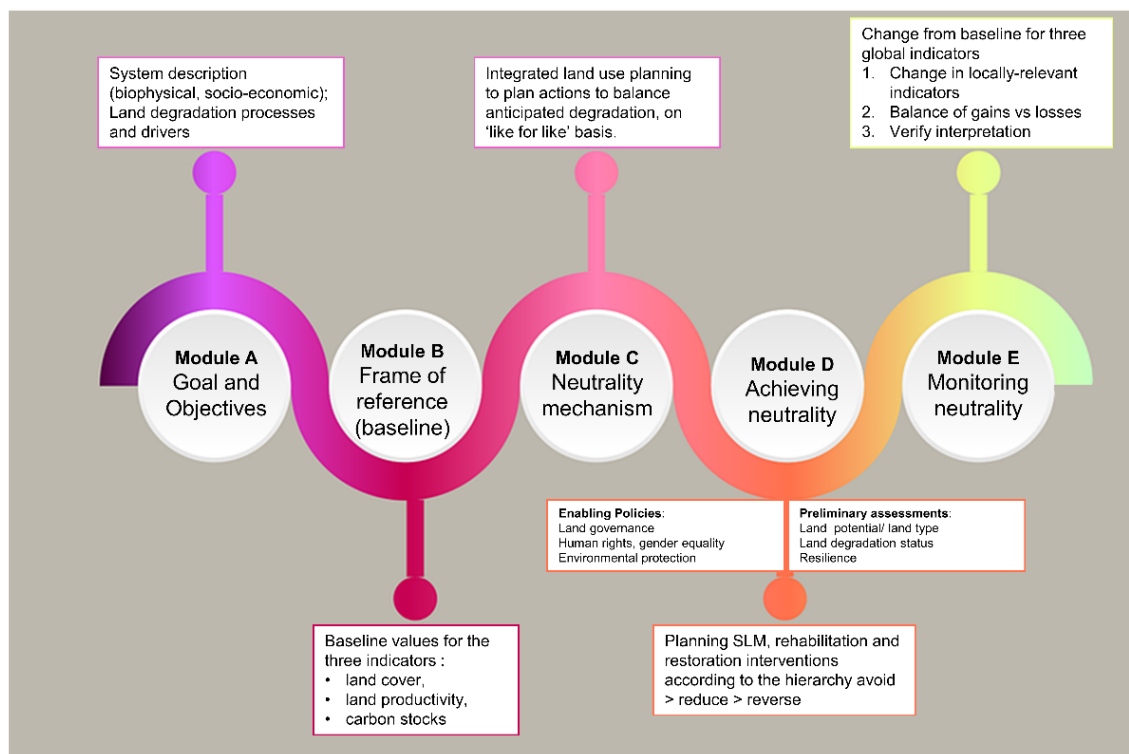 System description
(biophysical, socio-economic);
Land degradation processes
and drivers
Integrated land use planning
to plan actions to balance
anticipated degradation, on
‘like for like’ basis.
Change from baseline for three
global indicators
1. Change in locally-relevant
indicators
2. Balance of gains vs losses
3. Verify interpretation
Module A
Goal and
Objectives
Module B
Frame of
reference
(baseline)
Module C
Neutrality
mechanism
Module D
Achieving
neutrality
Module E
Monitoring
neutrality
Enabling Policies:
Land governance
Human rights, gender equality
Environmental protection
Preliminary assessments:
Land potential/ land type
Land degradation status
Resilience
Baseline values for the
three indicators :
• land cover,
• land productivity,
• carbon stocks
Planning SLM, rehabilitation and
restoration interventions
according to the hierarchy avoid
> reduce > reverse